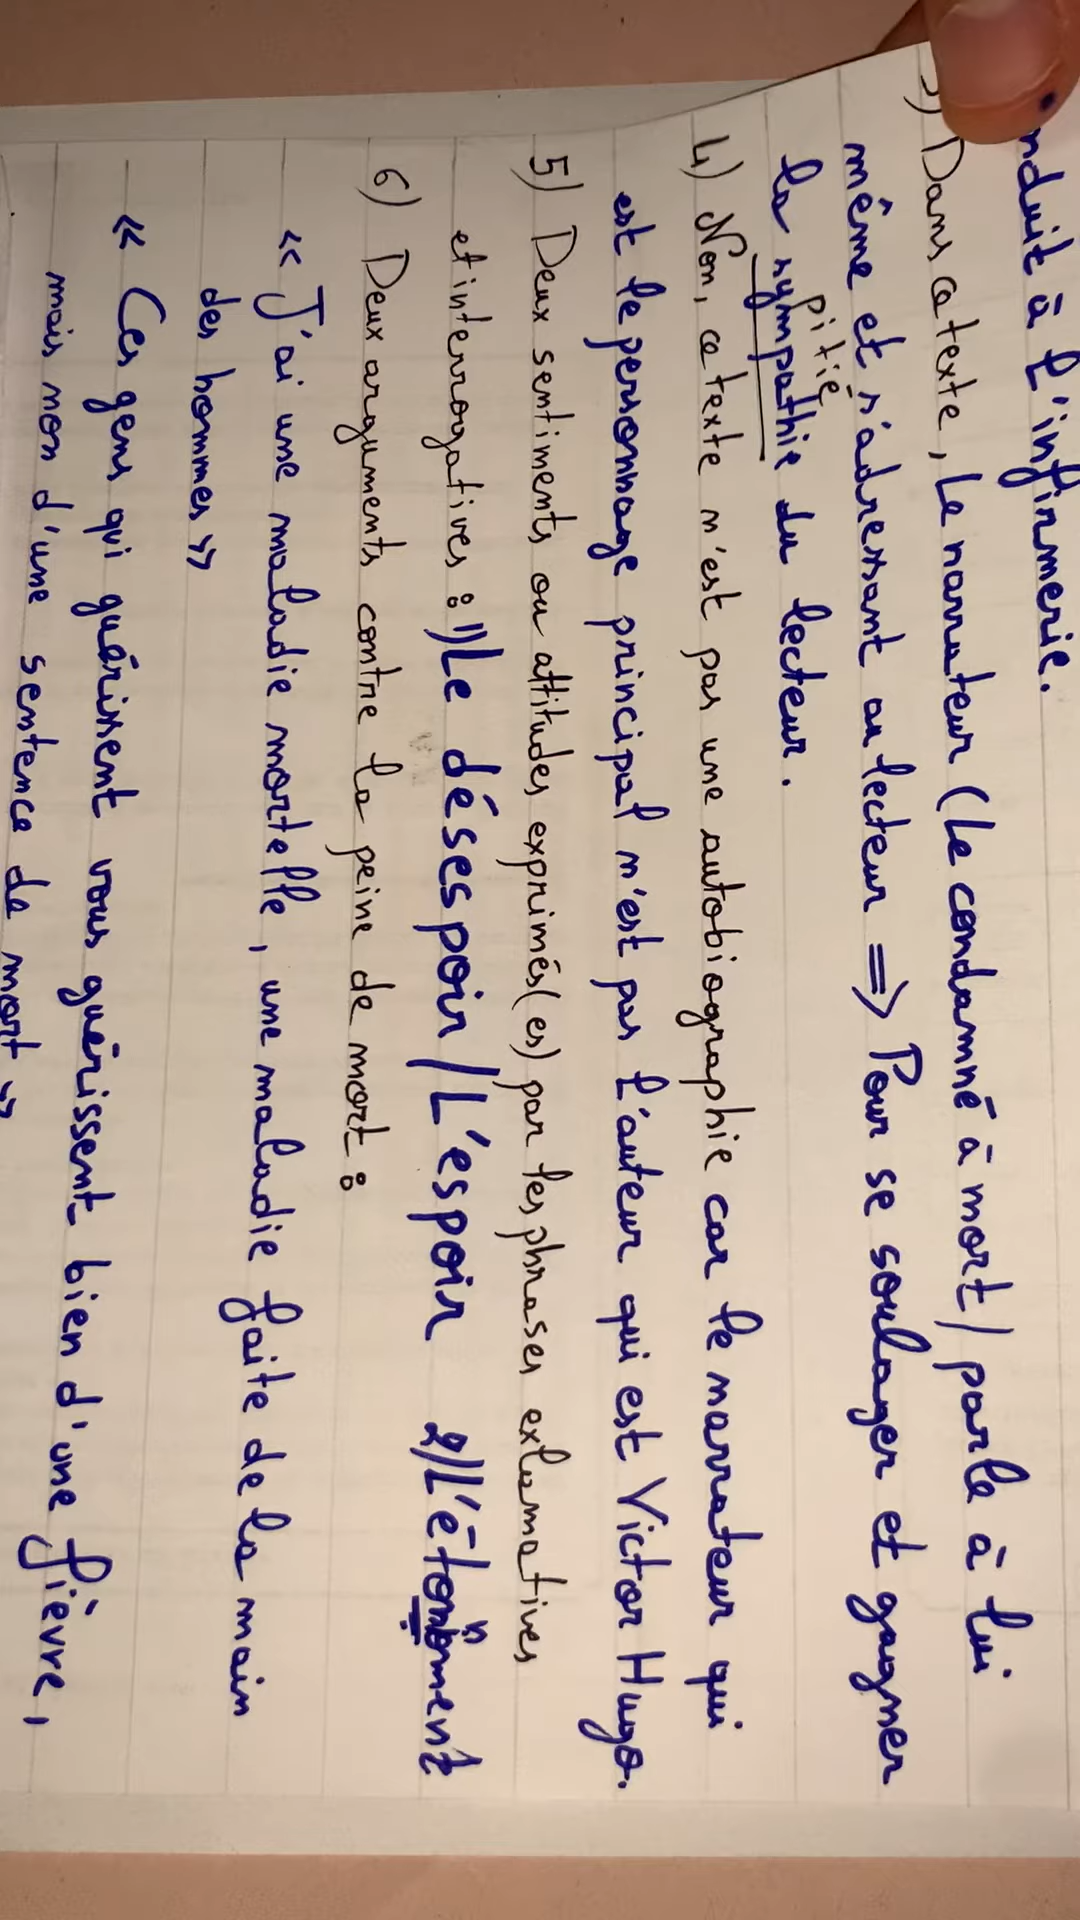 nduit à l'infirmerie.
) Dans ce texte, le narrateur (le condamné à mort) parle à lui
même et s'adressant au lecteur => Pour se soulager et gagner
pitié
la sympathie du lecteur.
4) Non, ce texte n'est pas une autobiographie car le narrateur qui
est le personnage principal n'est pas l'auteur qui est Victor Hugo.
5) Deux sentiments ou attitudes exprimés(es) par les phrases exlamatives
et interrogatives : 1) Le désespoir / L'espoir 2) L'étonnement
6) Deux arguments contre la peine de mort :
« J'ai une maladie mortelle, une maladie faite de la main
des hommes »
« Ces gens qui guérissent vous guérissent bien d'une fièvre,
mais non d'une sentence de mort »